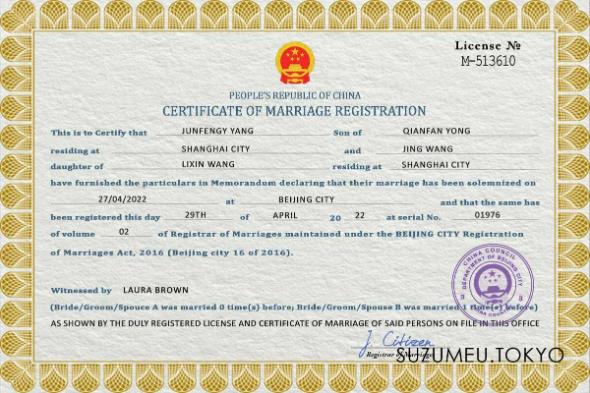 License №
M-513610
PEOPLE'S REPUBLIC OF CHINA
CERTIFICATE OF MARRIAGE REGISTRATION
This is to Certify that JUNFENGY YANG Son of QIANFAN YONG
residing at SHANGHAI CITY and JING WANG
daughter of LIXIN WANG residing at SHANGHAI CITY
have furnished the particulars in Memorandum declaring that their marriage has been solemnized on
27/04/2022 at BEIJING CITY and that the same has
been registered this day 29TH of APRIL 20 22 at serial No. 01976
of volume 02 of Registrar of Marriages maintained under the BEIJING CITY Registration
of Marriages Act, 2016 (Beijing city 16 of 2016).
CHINA COUNCIL
DEPARTMENT OF BEIJING CITY
Witnessed by LAURA BROWN
(Bride/Groom/Spouce A was married 0 time(s) before; Bride/Groom/Spouse B was married 1 time(s) before)
AS SHOWN BY THE DULY REGISTERED LICENSE AND CERTIFICATE OF MARRIAGE OF SAID PERSONS ON FILE IN THIS OFFICE
J. Citizen
Registrar of Marriages
SUZUMEU.TOKYO